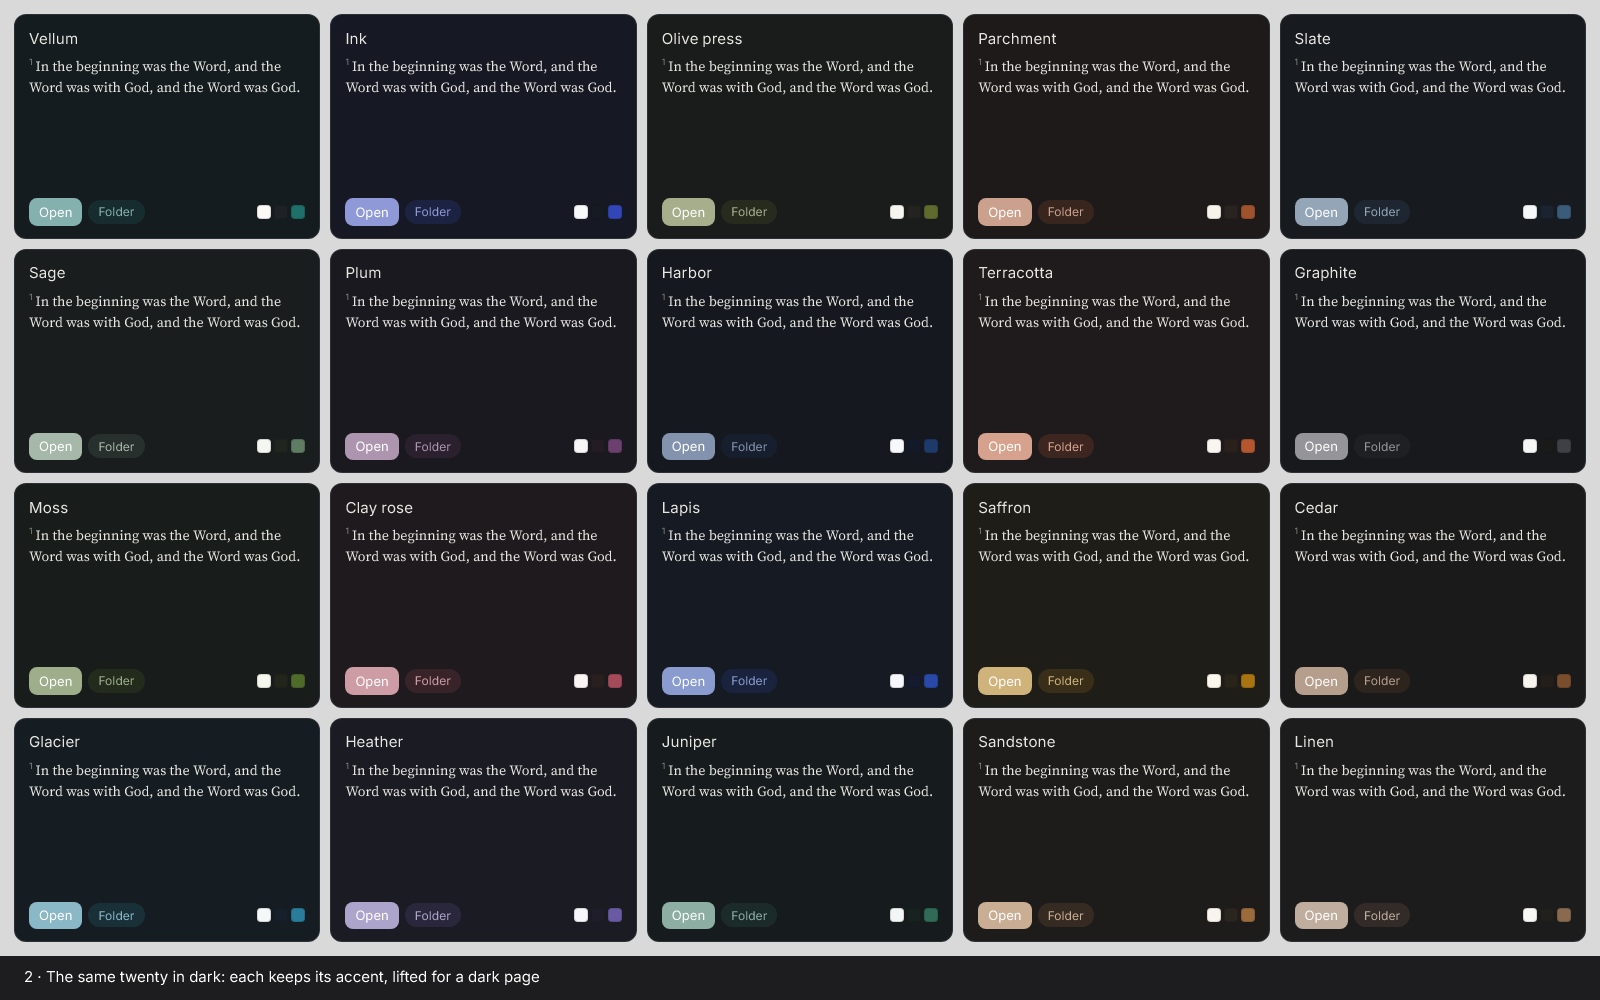 Vellum
1 In the beginning was the Word, and the
Word was with God, and the Word was God.
Open Folder
Ink
1 In the beginning was the Word, and the
Word was with God, and the Word was God.
Open Folder
Olive press
1 In the beginning was the Word, and the
Word was with God, and the Word was God.
Open Folder
Parchment
1 In the beginning was the Word, and the
Word was with God, and the Word was God.
Open Folder
Slate
1 In the beginning was the Word, and the
Word was with God, and the Word was God.
Open Folder
Sage
1 In the beginning was the Word, and the
Word was with God, and the Word was God.
Open Folder
Plum
1 In the beginning was the Word, and the
Word was with God, and the Word was God.
Open Folder
Harbor
1 In the beginning was the Word, and the
Word was with God, and the Word was God.
Open Folder
Terracotta
1 In the beginning was the Word, and the
Word was with God, and the Word was God.
Open Folder
Graphite
1 In the beginning was the Word, and the
Word was with God, and the Word was God.
Open Folder
Moss
1 In the beginning was the Word, and the
Word was with God, and the Word was God.
Open Folder
Clay rose
1 In the beginning was the Word, and the
Word was with God, and the Word was God.
Open Folder
Lapis
1 In the beginning was the Word, and the
Word was with God, and the Word was God.
Open Folder
Saffron
1 In the beginning was the Word, and the
Word was with God, and the Word was God.
Open Folder
Cedar
1 In the beginning was the Word, and the
Word was with God, and the Word was God.
Open Folder
Glacier
1 In the beginning was the Word, and the
Word was with God, and the Word was God.
Open Folder
Heather
1 In the beginning was the Word, and the
Word was with God, and the Word was God.
Open Folder
Juniper
1 In the beginning was the Word, and the
Word was with God, and the Word was God.
Open Folder
Sandstone
1 In the beginning was the Word, and the
Word was with God, and the Word was God.
Open Folder
Linen
1 In the beginning was the Word, and the
Word was with God, and the Word was God.
Open Folder
2 · The same twenty in dark: each keeps its accent, lifted for a dark page